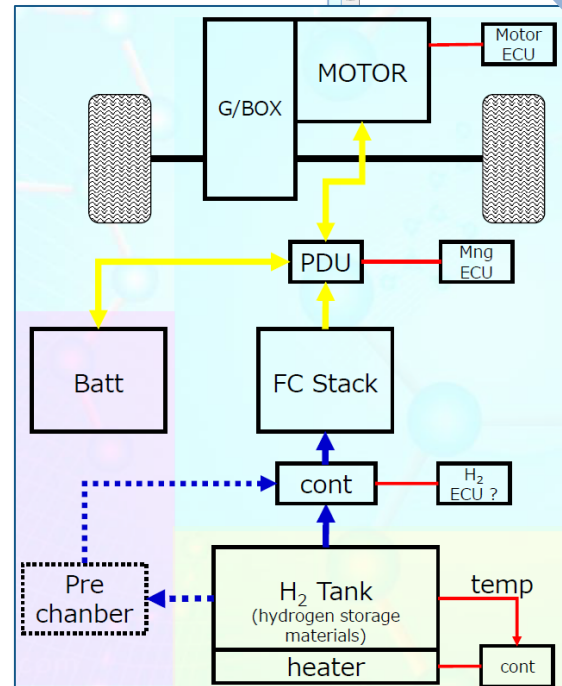 Motor
ECU
MOTOR
G/BOX
PDU
Mng
ECU
Batt
FC Stack
cont
H₂
ECU ?
Pre
chanber
H₂ Tank
(hydrogen storage
materials)
temp
heater
cont